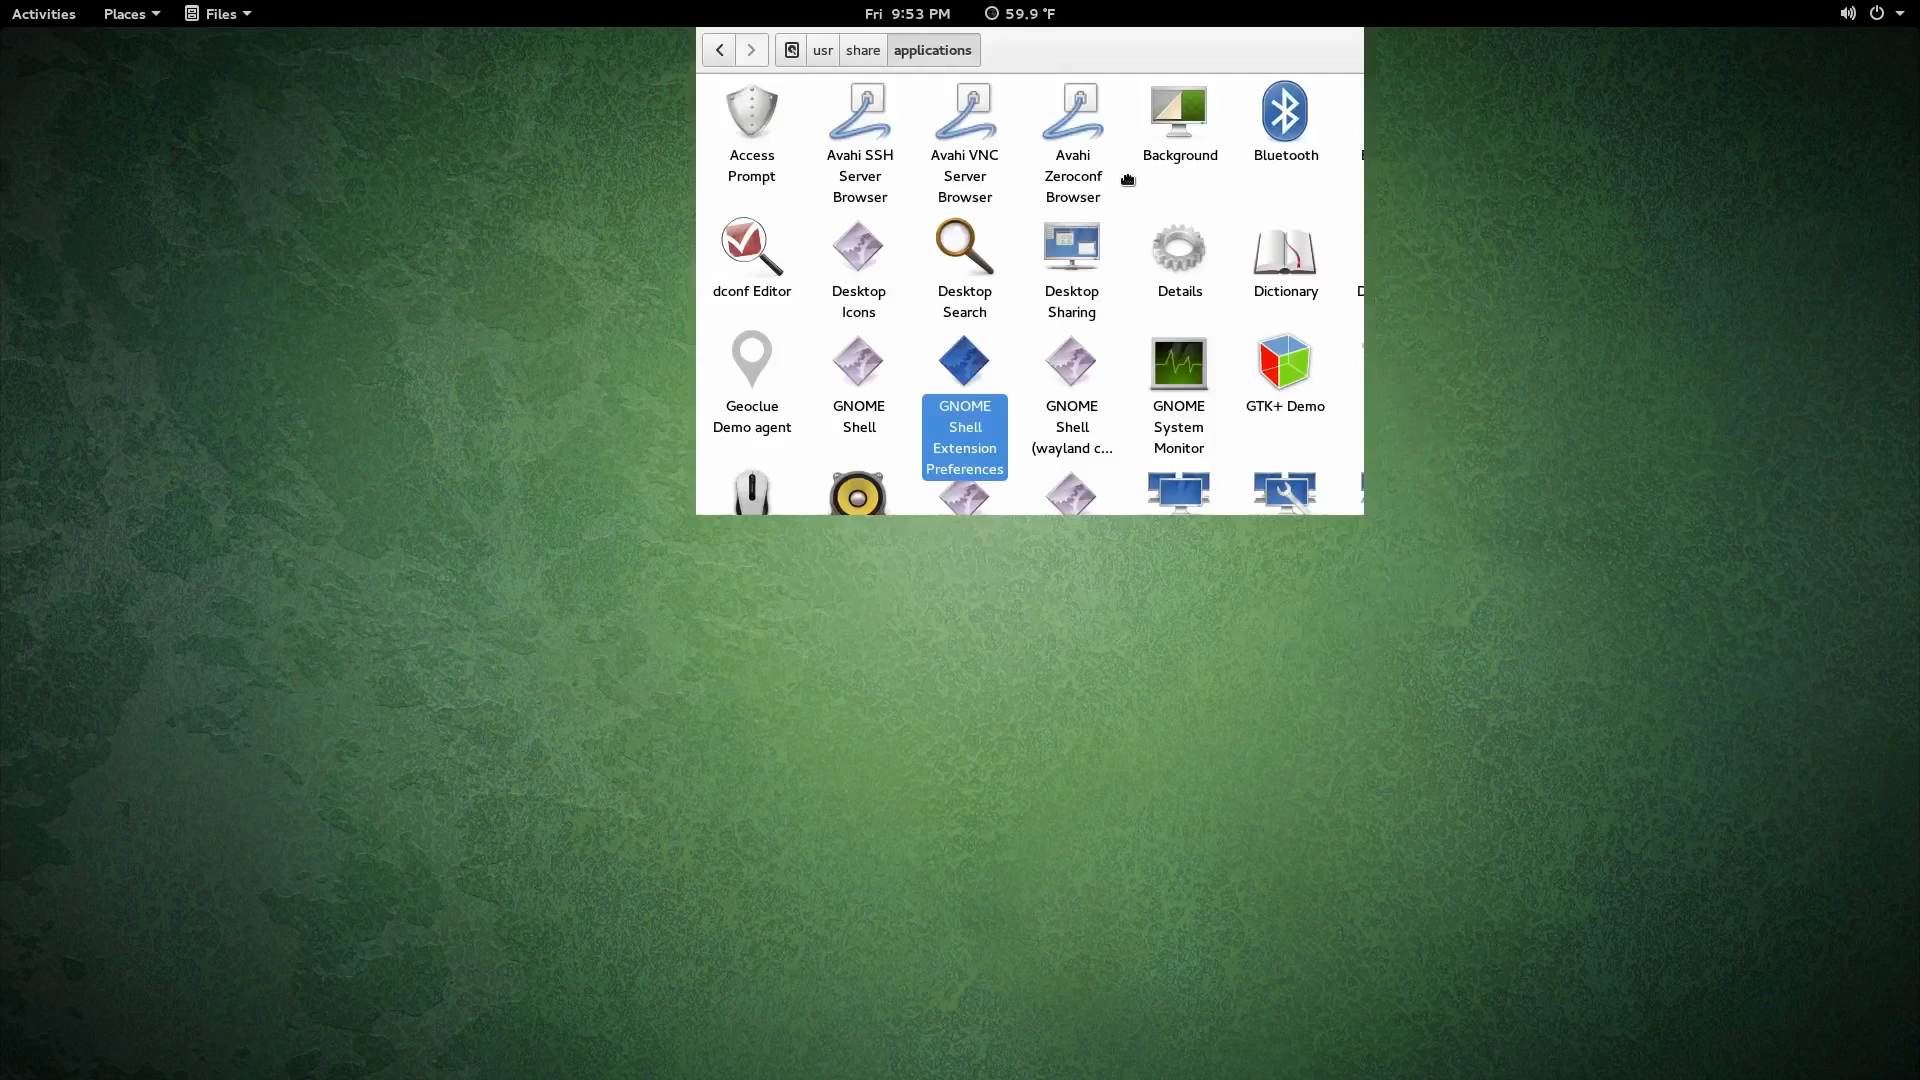 Activities Places Files Fri 9:53 PM 59.9 °F
usr share applications
Access
Prompt
Avahi SSH
Server
Browser
Avahi VNC
Server
Browser
Avahi
Zeroconf
Browser
Background
Bluetooth
dconf Editor
Desktop
Icons
Desktop
Search
Desktop
Sharing
Details
Dictionary
Geoclue
Demo agent
GNOME
Shell
GNOME
Shell
Extension
Preferences
GNOME
Shell
(wayland c...
GNOME
System
Monitor
GTK+ Demo